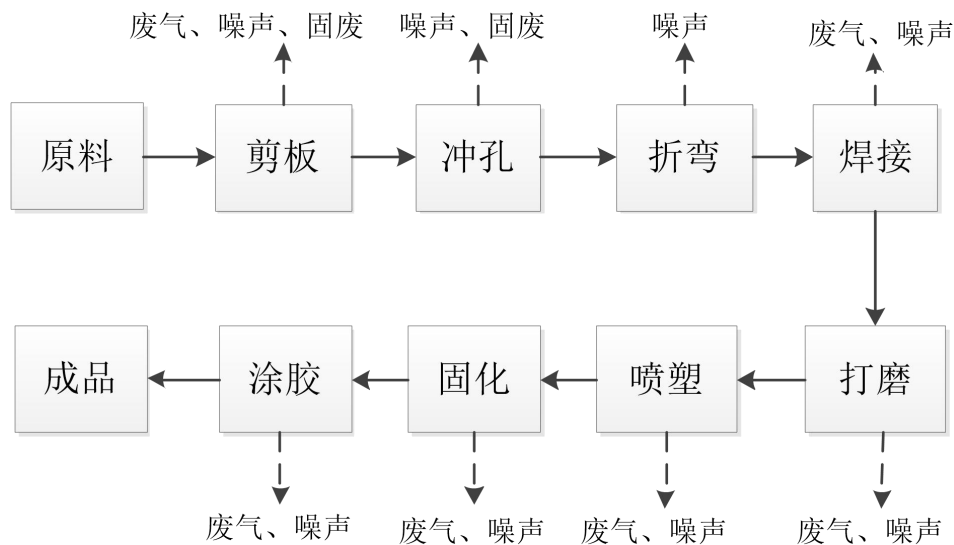 废气、噪声、固废
噪声、固废
噪声
废气、噪声
原料
剪板
冲孔
折弯
焊接
成品
涂胶
固化
喷塑
打磨
废气、噪声
废气、噪声
废气、噪声
废气、噪声